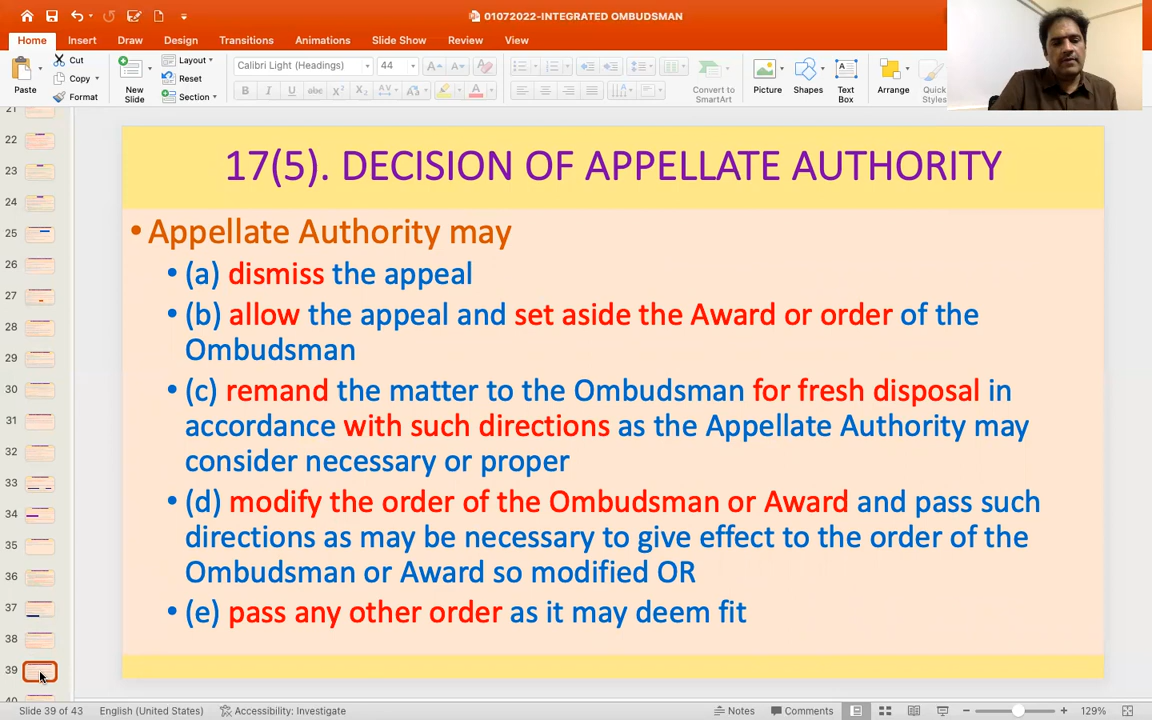 01072022-INTEGRATED OMBUDSMAN
Home Insert Draw Design Transitions Animations Slide Show Review View
Paste Cut Copy Format New Slide Layout Reset Section Calibri Light (Headings) 44 Convert to SmartArt Picture Shapes Text Box Arrange Quick Styles
22
23
24
25
26
27
28
29
30
31
32
33
34
35
36
37
38
39
17(5). DECISION OF APPELLATE AUTHORITY
• Appellate Authority may
• (a) dismiss the appeal
• (b) allow the appeal and set aside the Award or order of the
Ombudsman
• (c) remand the matter to the Ombudsman for fresh disposal in
accordance with such directions as the Appellate Authority may
consider necessary or proper
• (d) modify the order of the Ombudsman or Award and pass such
directions as may be necessary to give effect to the order of the
Ombudsman or Award so modified OR
• (e) pass any other order as it may deem fit
Slide 39 of 43 English (United States) Accessibility: Investigate Notes Comments 129%